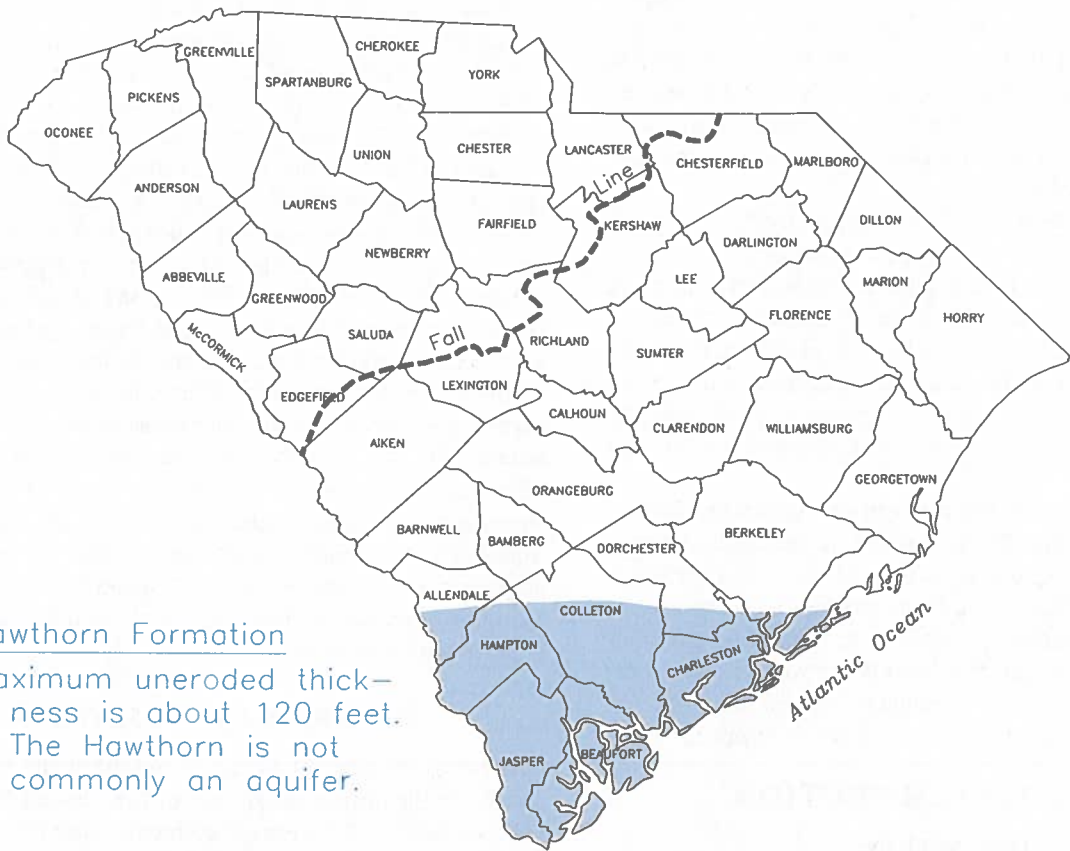 GREENVILLE
CHEROKEE
YORK
SPARTANBURG
PICKENS
OCONEE
UNION
CHESTER
LANCASTER
CHESTERFIELD
MARLBORO
ANDERSON
LAURENS
FAIRFIELD
Line
KERSHAW
DILLON
DARLINGTON
NEWBERRY
ABBEVILLE
GREENWOOD
LEE
MARION
FLORENCE
HORRY
McCORMICK
SALUDA
Fall
RICHLAND
SUMTER
EDGEFIELD
LEXINGTON
CALHOUN
CLARENDON
WILLIAMSBURG
AIKEN
GEORGETOWN
ORANGEBURG
BARNWELL
BAMBERG
DORCHESTER
BERKELEY
ALLENDALE
COLLETON
HAMPTON
CHARLESTON
Atlantic Ocean
awthorn Formation
aximum uneroded thick-
ness is about 120 feet.
The Hawthorn is not
commonly an aquifer.
JASPER
BEAUFORT